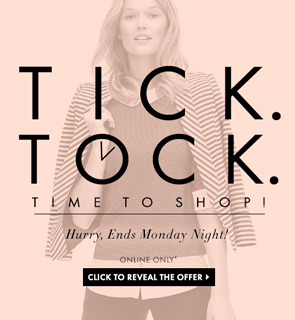 TICK.
TOCK.
TIME TO SHOP!
Hurry, Ends Monday Night!
ONLINE ONLY*
CLICK TO REVEAL THE OFFER